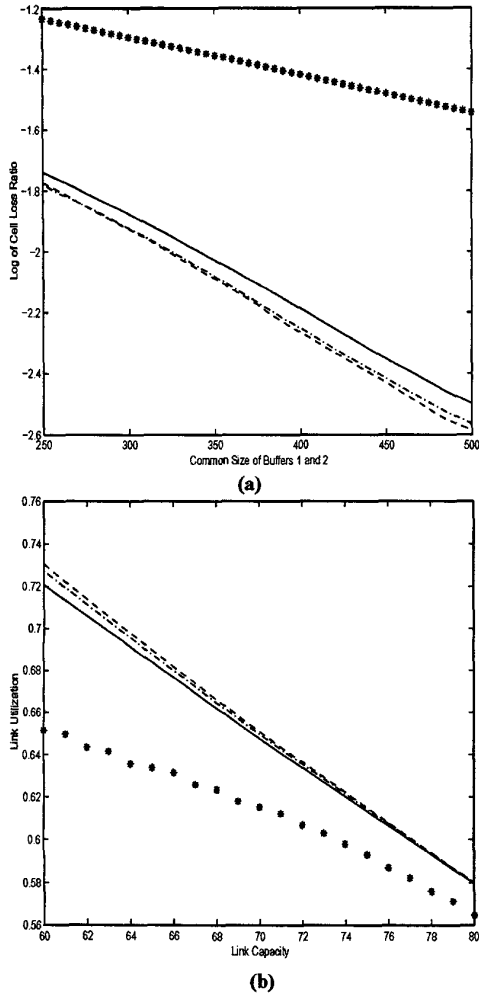 -1.2
-1.4
-1.6
-1.8
-2
-2.2
-2.4
-2.6
Log of Cell Loss Ratio
250 300 350 400 450 500
Common Size of Buffers 1 and 2
(a)
0.76
0.74
0.72
0.7
0.68
0.66
0.64
0.62
0.6
0.58
0.56
Link Utilization
60 62 64 66 68 70 72 74 76 78 80
Link Capacity
(b)